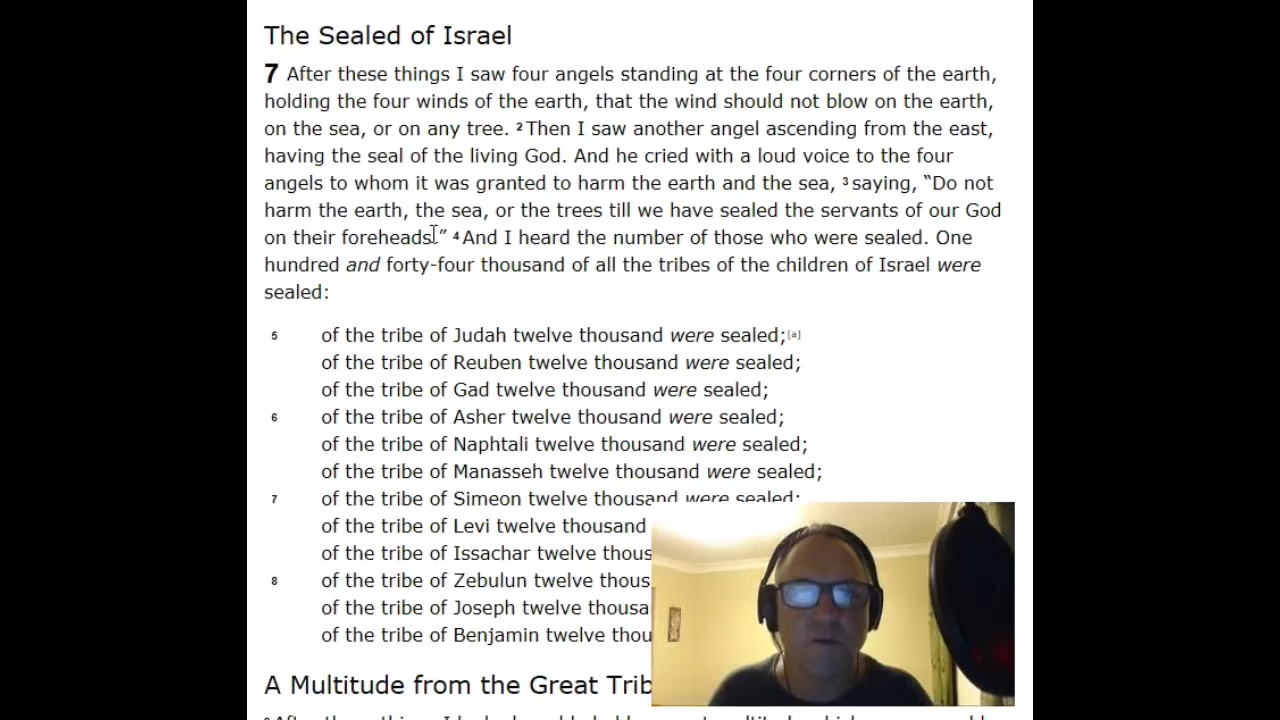 The Sealed of Israel
7 After these things I saw four angels standing at the four corners of the earth,
holding the four winds of the earth, that the wind should not blow on the earth,
on the sea, or on any tree. 2 Then I saw another angel ascending from the east,
having the seal of the living God. And he cried with a loud voice to the four
angels to whom it was granted to harm the earth and the sea, 3 saying, “Do not
harm the earth, the sea, or the trees till we have sealed the servants of our God
on their foreheads.” 4 And I heard the number of those who were sealed. One
hundred and forty-four thousand of all the tribes of the children of Israel were
sealed:
5 of the tribe of Judah twelve thousand were sealed;[a]
of the tribe of Reuben twelve thousand were sealed;
of the tribe of Gad twelve thousand were sealed;
6 of the tribe of Asher twelve thousand were sealed;
of the tribe of Naphtali twelve thousand were sealed;
of the tribe of Manasseh twelve thousand were sealed;
7 of the tribe of Simeon twelve thousand were sealed;
of the tribe of Levi twelve thousand
of the tribe of Issachar twelve thous
8 of the tribe of Zebulun twelve thous
of the tribe of Joseph twelve thousa
of the tribe of Benjamin twelve thou
A Multitude from the Great Trib